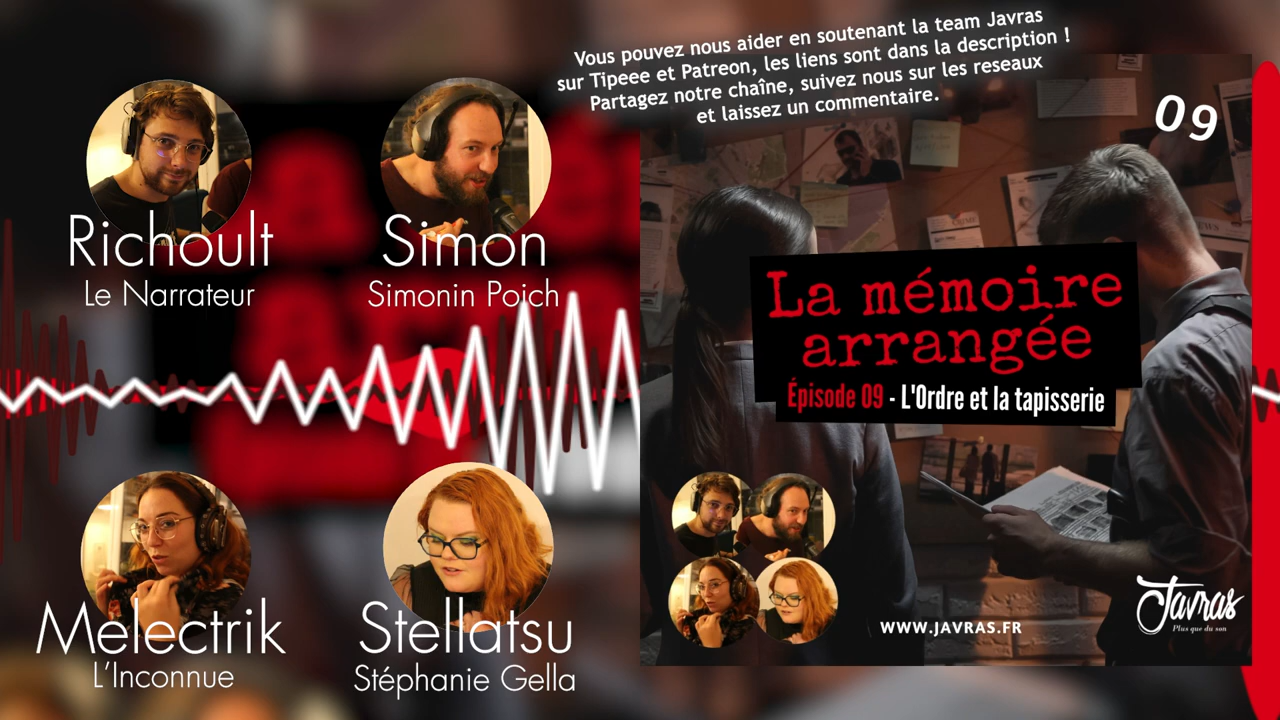 Vous pouvez nous aider en soutenant la team Javras
sur Tipeee et Patreon, les liens sont dans la description !
Partagez notre chaîne, suivez nous sur les reseaux
et laissez un commentaire.
09
Richoult
Le Narrateur
Simon
Simonin Poich
La mémoire
arrangée
Épisode 09 - L'Ordre et la tapisserie
Melectrik
L'Inconnue
Stellatsu
Stéphanie Gella
WWW.JAVRAS.FR
Javras
Plus que du son